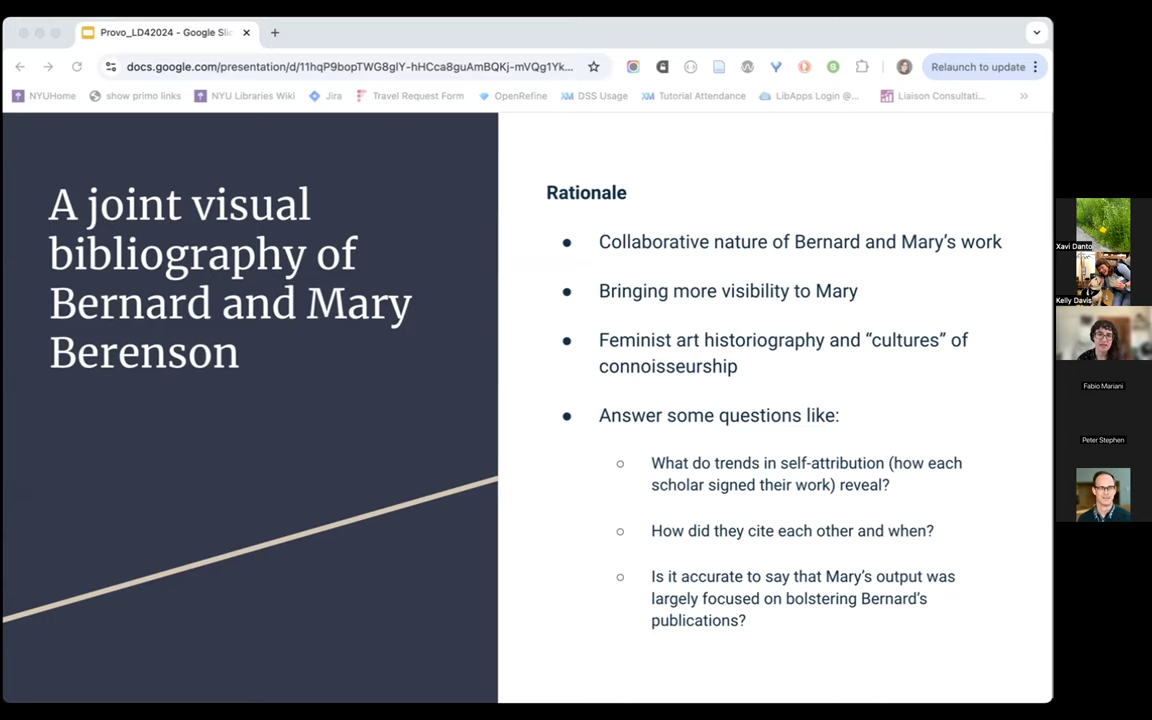 Provo_LD42024 - Google Slid
docs.google.com/presentation/d/11hqP9bopTWG8glY-hHCca8guAmBQKj-mVQg1Yk...
Relaunch to update
NYUHome
show primo links
NYU Libraries Wiki
Jira
Travel Request Form
OpenRefine
DSS Usage
Tutorial Attendance
LibApps Login @...
Liaison Consultati...
A joint visual
bibliography of
Bernard and Mary
Berenson
Rationale
● Collaborative nature of Bernard and Mary’s work
● Bringing more visibility to Mary
● Feminist art historiography and “cultures” of
connoisseurship
● Answer some questions like:
○ What do trends in self-attribution (how each
scholar signed their work) reveal?
○ How did they cite each other and when?
○ Is it accurate to say that Mary’s output was
largely focused on bolstering Bernard’s
publications?
Xavi Danto
Kelly Davis
Fabio Mariani
Peter Stephen